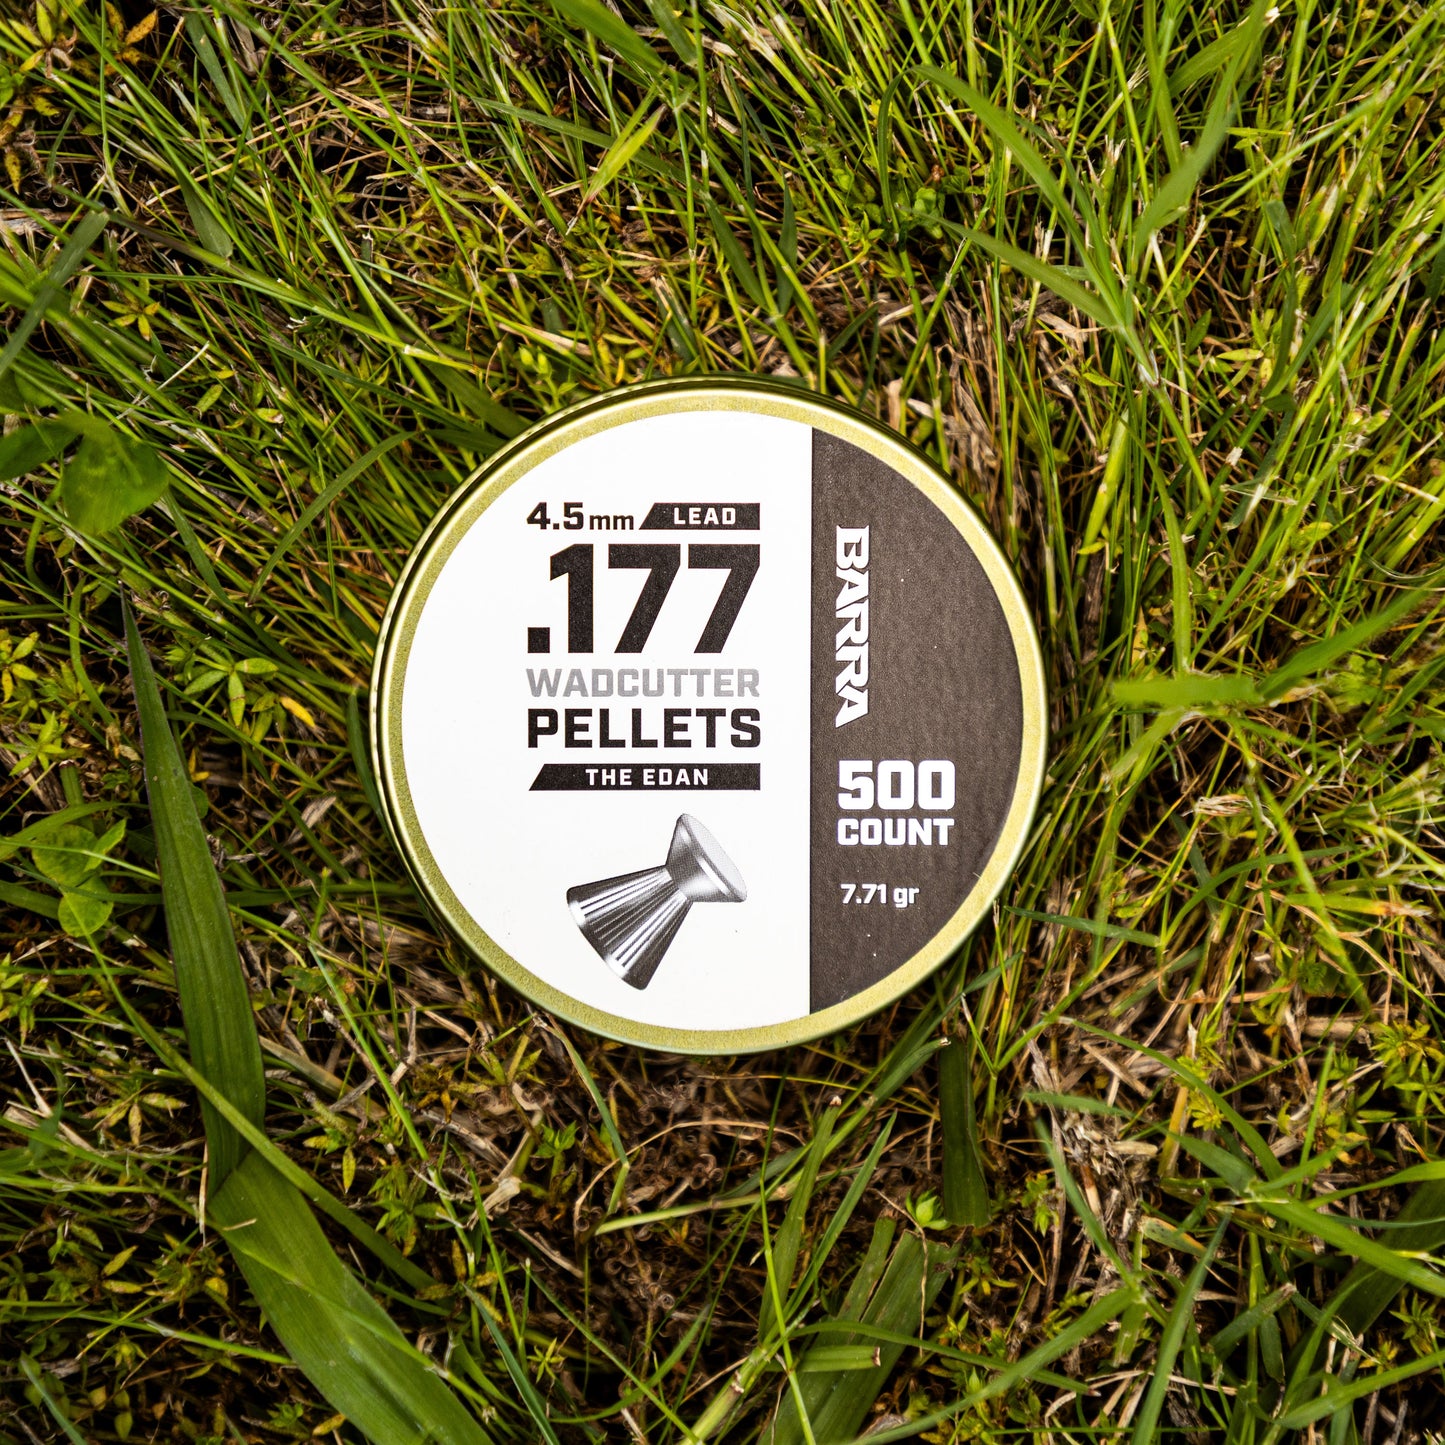 4.5mm LEAD
.177
WADCUTTER
PELLETS
THE EDAN
BARRA
500
COUNT
7.71 gr